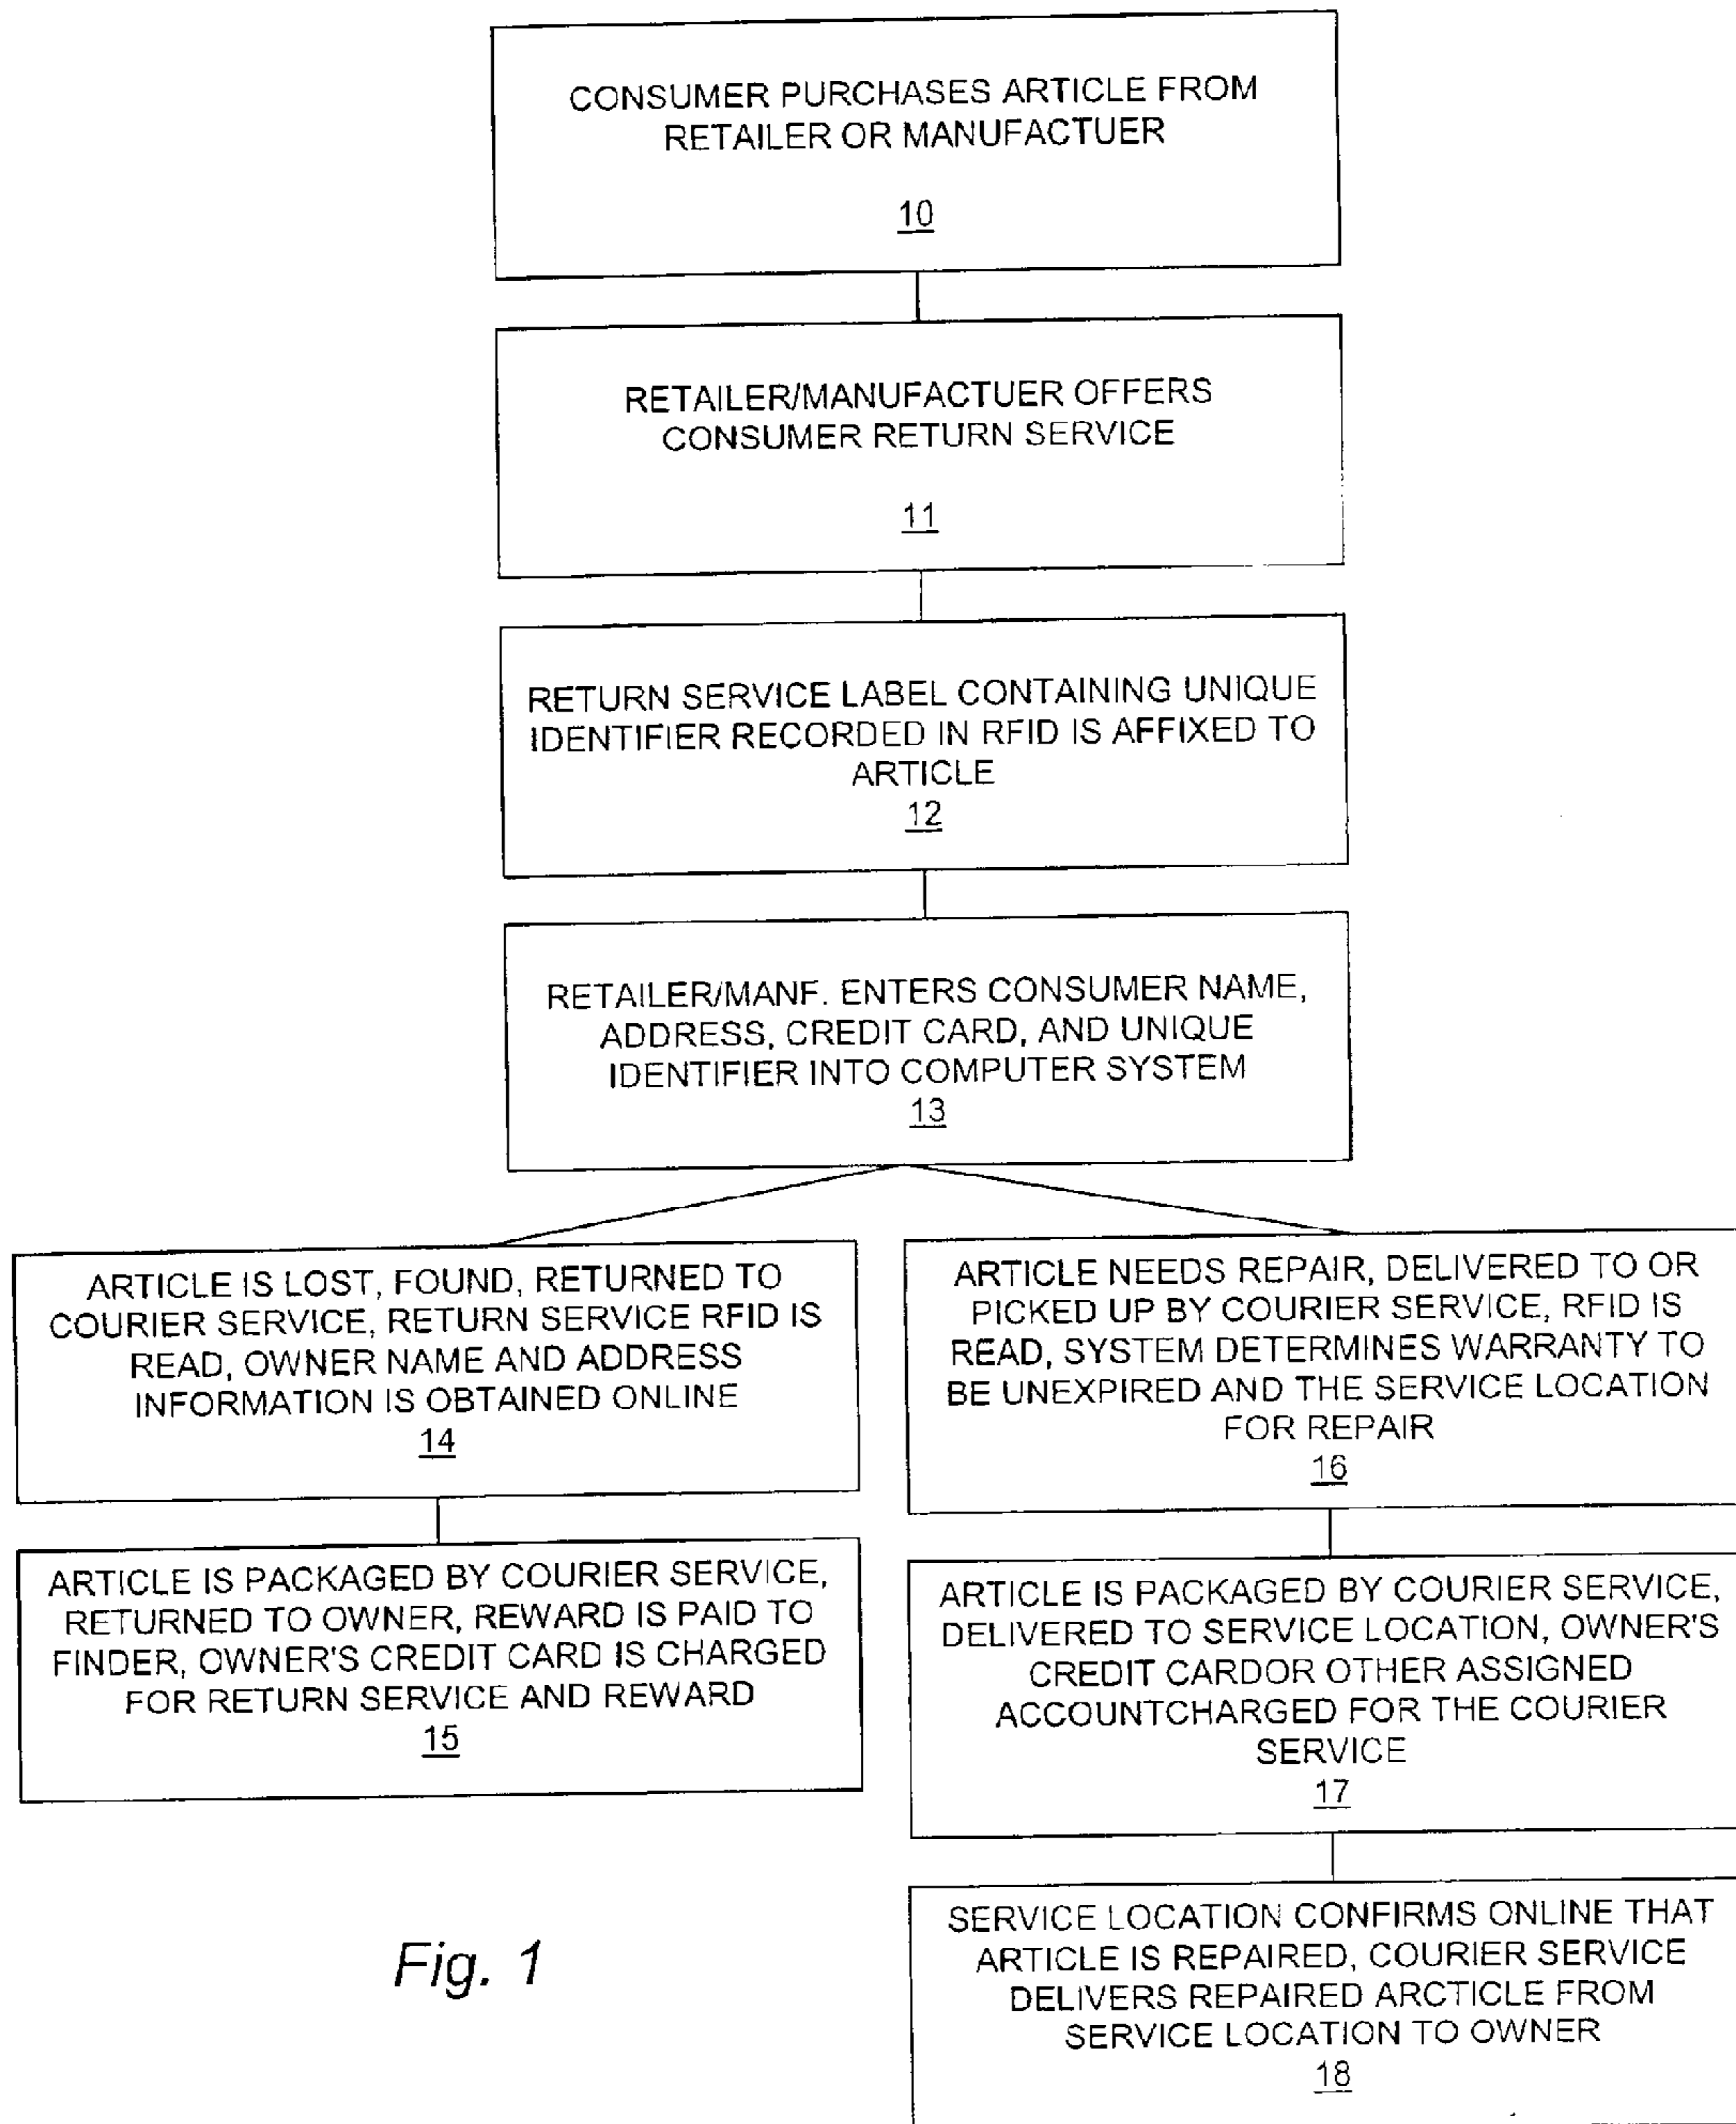 CONSUMER PURCHASES ARTICLE FROM
RETAILER OR MANUFACTUER
10
RETAILER/MANUFACTUER OFFERS
CONSUMER RETURN SERVICE
11
RETURN SERVICE LABEL CONTAINING UNIQUE
IDENTIFIER RECORDED IN RFID IS AFFIXED TO
ARTICLE
12
RETAILER/MANF. ENTERS CONSUMER NAME,
ADDRESS, CREDIT CARD, AND UNIQUE
IDENTIFIER INTO COMPUTER SYSTEM
13
ARTICLE IS LOST, FOUND, RETURNED TO
COURIER SERVICE, RETURN SERVICE RFID IS
READ, OWNER NAME AND ADDRESS
INFORMATION IS OBTAINED ONLINE
14
ARTICLE IS PACKAGED BY COURIER SERVICE,
RETURNED TO OWNER, REWARD IS PAID TO
FINDER, OWNER'S CREDIT CARD IS CHARGED
FOR RETURN SERVICE AND REWARD
15
ARTICLE NEEDS REPAIR, DELIVERED TO OR
PICKED UP BY COURIER SERVICE, RFID IS
READ, SYSTEM DETERMINES WARRANTY TO
BE UNEXPIRED AND THE SERVICE LOCATION
FOR REPAIR
16
ARTICLE IS PACKAGED BY COURIER SERVICE,
DELIVERED TO SERVICE LOCATION, OWNER'S
CREDIT CARDOR OTHER ASSIGNED
ACCOUNTCHARGED FOR THE COURIER
SERVICE
17
SERVICE LOCATION CONFIRMS ONLINE THAT
ARTICLE IS REPAIRED, COURIER SERVICE
DELIVERS REPAIRED ARCTICLE FROM
SERVICE LOCATION TO OWNER
18
Fig. 1